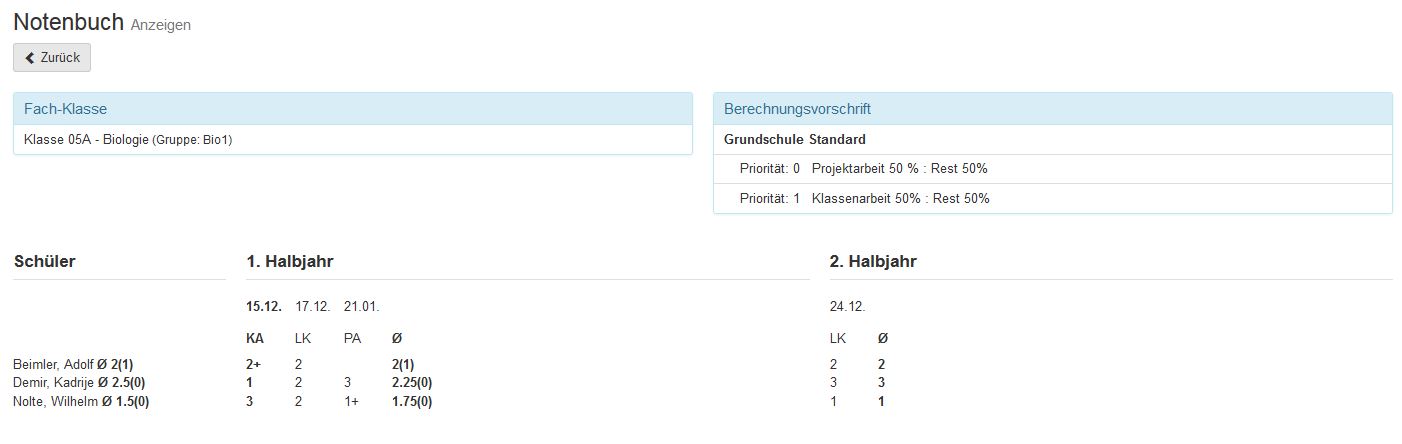 Notenbuch Anzeigen
Zurück
Fach-Klasse
Klasse 05A - Biologie (Gruppe: Bio1)
Berechnungsvorschrift
Grundschule Standard
Priorität: 0 Projektarbeit 50 % : Rest 50%
Priorität: 1 Klassenarbeit 50% : Rest 50%
Schüler 1. Halbjahr 2. Halbjahr
15.12. 17.12. 21.01. 24.12.
KA LK PA Ø LK Ø
Beimler, Adolf Ø 2(1) 2+ 2 2(1) 2 2
Demir, Kadrije Ø 2.5(0) 1 2 3 2.25(0) 3 3
Nolte, Wilhelm Ø 1.5(0) 3 2 1+ 1.75(0) 1 1